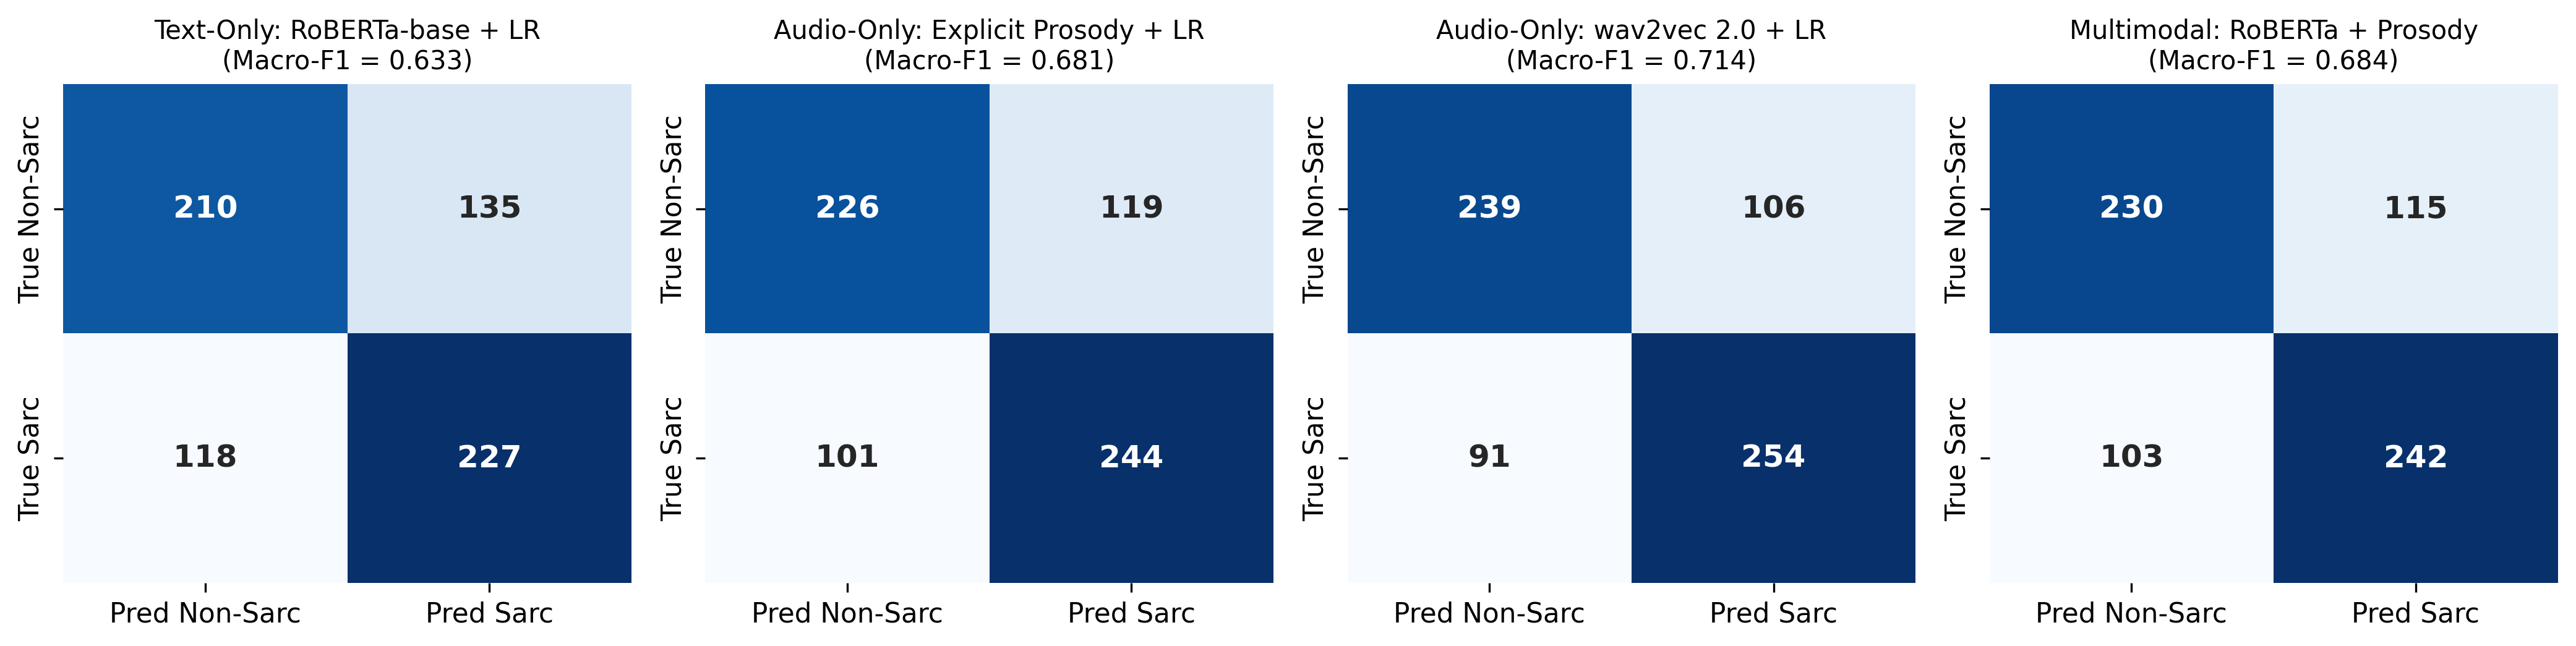 Text-Only: RoBERTa-base + LR
(Macro-F1 = 0.633)
True Non-Sarc
210
135
True Sarc
118
227
Pred Non-Sarc
Pred Sarc
Audio-Only: Explicit Prosody + LR
(Macro-F1 = 0.681)
True Non-Sarc
226
119
True Sarc
101
244
Pred Non-Sarc
Pred Sarc
Audio-Only: wav2vec 2.0 + LR
(Macro-F1 = 0.714)
True Non-Sarc
239
106
True Sarc
91
254
Pred Non-Sarc
Pred Sarc
Multimodal: RoBERTa + Prosody
(Macro-F1 = 0.684)
True Non-Sarc
230
115
True Sarc
103
242
Pred Non-Sarc
Pred Sarc